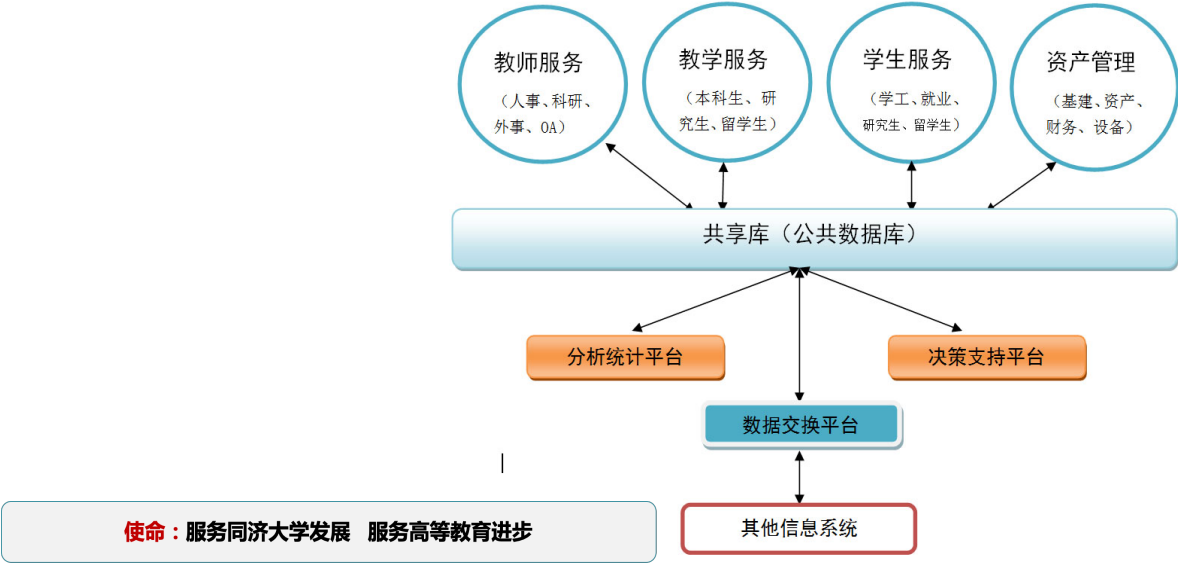 教师服务
（人事、科研、
外事、OA）
教学服务
（本科生、研
究生、留学生）
学生服务
（学工、就业、
研究生、留学生）
资产管理
（基建、资产、
财务、设备）
共享库（公共数据库）
分析统计平台
决策支持平台
数据交换平台
其他信息系统
使命：服务同济大学发展 服务高等教育进步